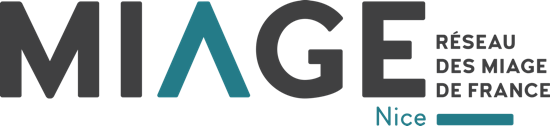 MIAGE
RÉSEAU
DES MIAGE
DE FRANCE
Nice